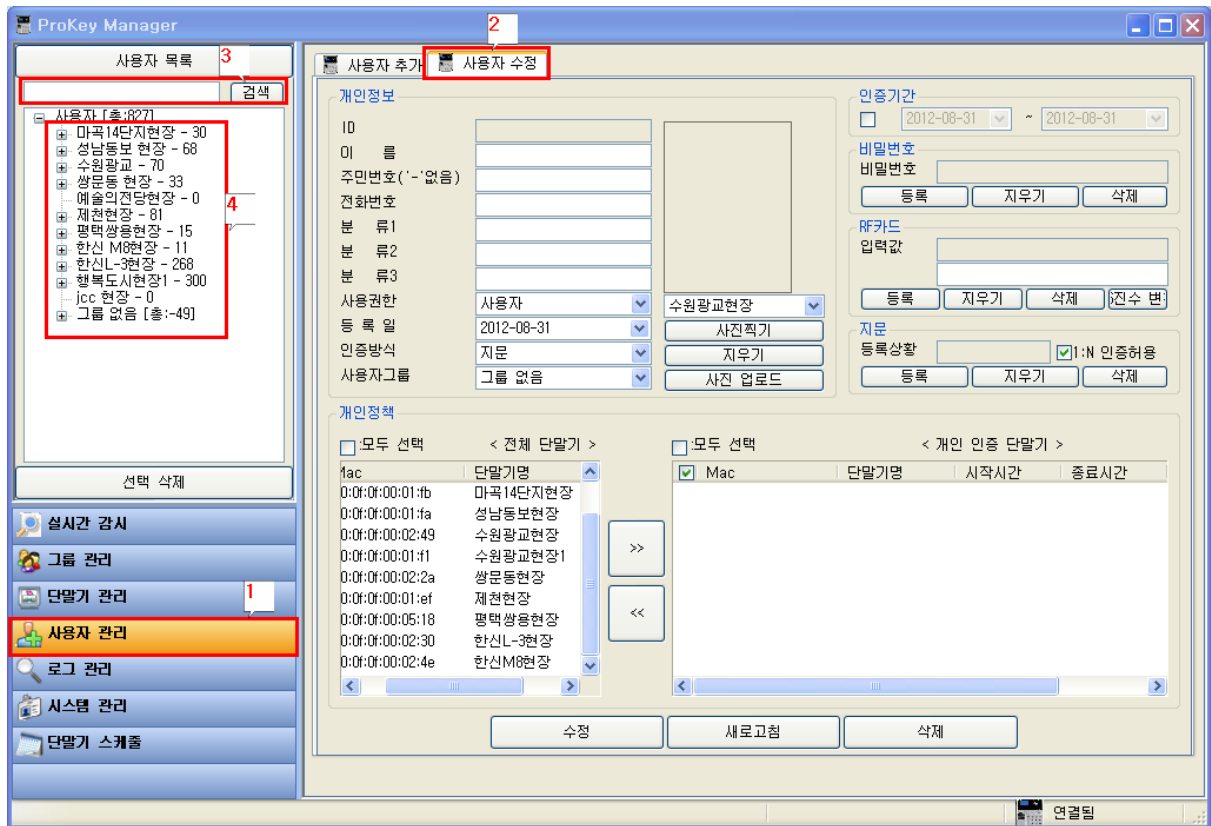 ProKey Manager
사용자 목록
3
검색
사용자 [총:827]
마곡14단지현장 - 30
성남동보 현장 - 68
수원광교 - 70
쌍문동 현장 - 33
예술의전당현장 - 0
제천현장 - 81
평택쌍용현장 - 15
한신 M8현장 - 11
한신L-3현장 - 268
행복도시현장1 - 300
jcc 현장 - 0
그룹 없음 [총:-49]
4
선택 삭제
실시간 감시
그룹 관리
단말기 관리
1
사용자 관리
로그 관리
시스템 관리
단말기 스케줄
2
사용자 추가
사용자 수정
개인정보
ID
이 름
주민번호('-'없음)
전화번호
분 류1
분 류2
분 류3
사용권한 사용자
등 록 일 2012-08-31
인증방식 지문
사용자그룹 그룹 없음
수원광교현장
사진찍기
지우기
사진 업로드
인증기간
2012-08-31 ~ 2012-08-31
비밀번호
비밀번호
등록 지우기 삭제
RF카드
입력값
등록 지우기 삭제 진수 변
지문
등록상황 1:N 인증허용
등록 지우기 삭제
개인정책
:모두 선택 < 전체 단말기 >
Mac 단말기명
0:0f:0f:00:01:fb 마곡14단지현장
0:0f:0f:00:01:fa 성남동보현장
0:0f:0f:00:02:49 수원광교현장
0:0f:0f:00:01:f1 수원광교현장1
0:0f:0f:00:02:2a 쌍문동현장
0:0f:0f:00:01:ef 제천현장
0:0f:0f:00:05:18 평택쌍용현장
0:0f:0f:00:02:30 한신L-3현장
0:0f:0f:00:02:4e 한신M8현장
>>
<<
:모두 선택 < 개인 인증 단말기 >
Mac 단말기명 시작시간 종료시간
수정 새로고침 삭제
연결됨